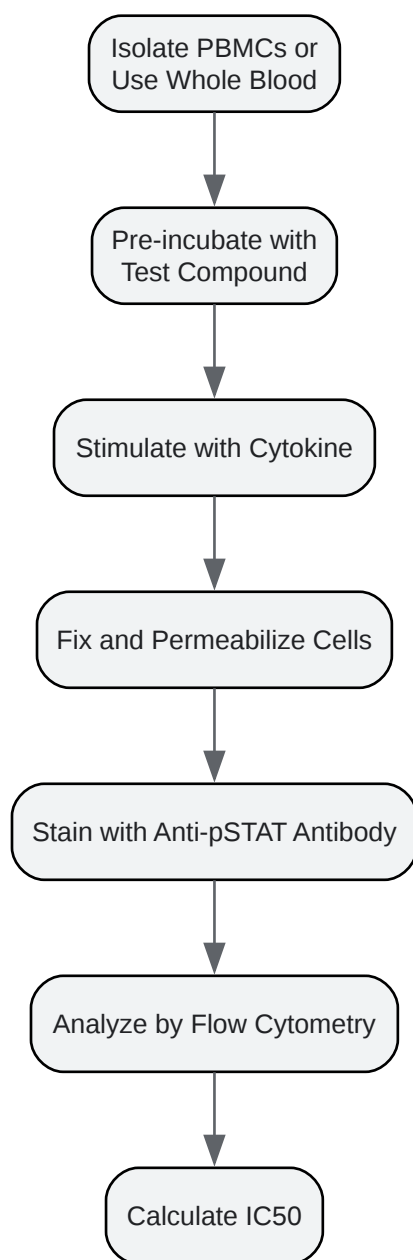 Isolate PBMCs or
Use Whole Blood
Pre-incubate with
Test Compound
Stimulate with Cytokine
Fix and Permeabilize Cells
Stain with Anti-pSTAT Antibody
Analyze by Flow Cytometry
Calculate IC50